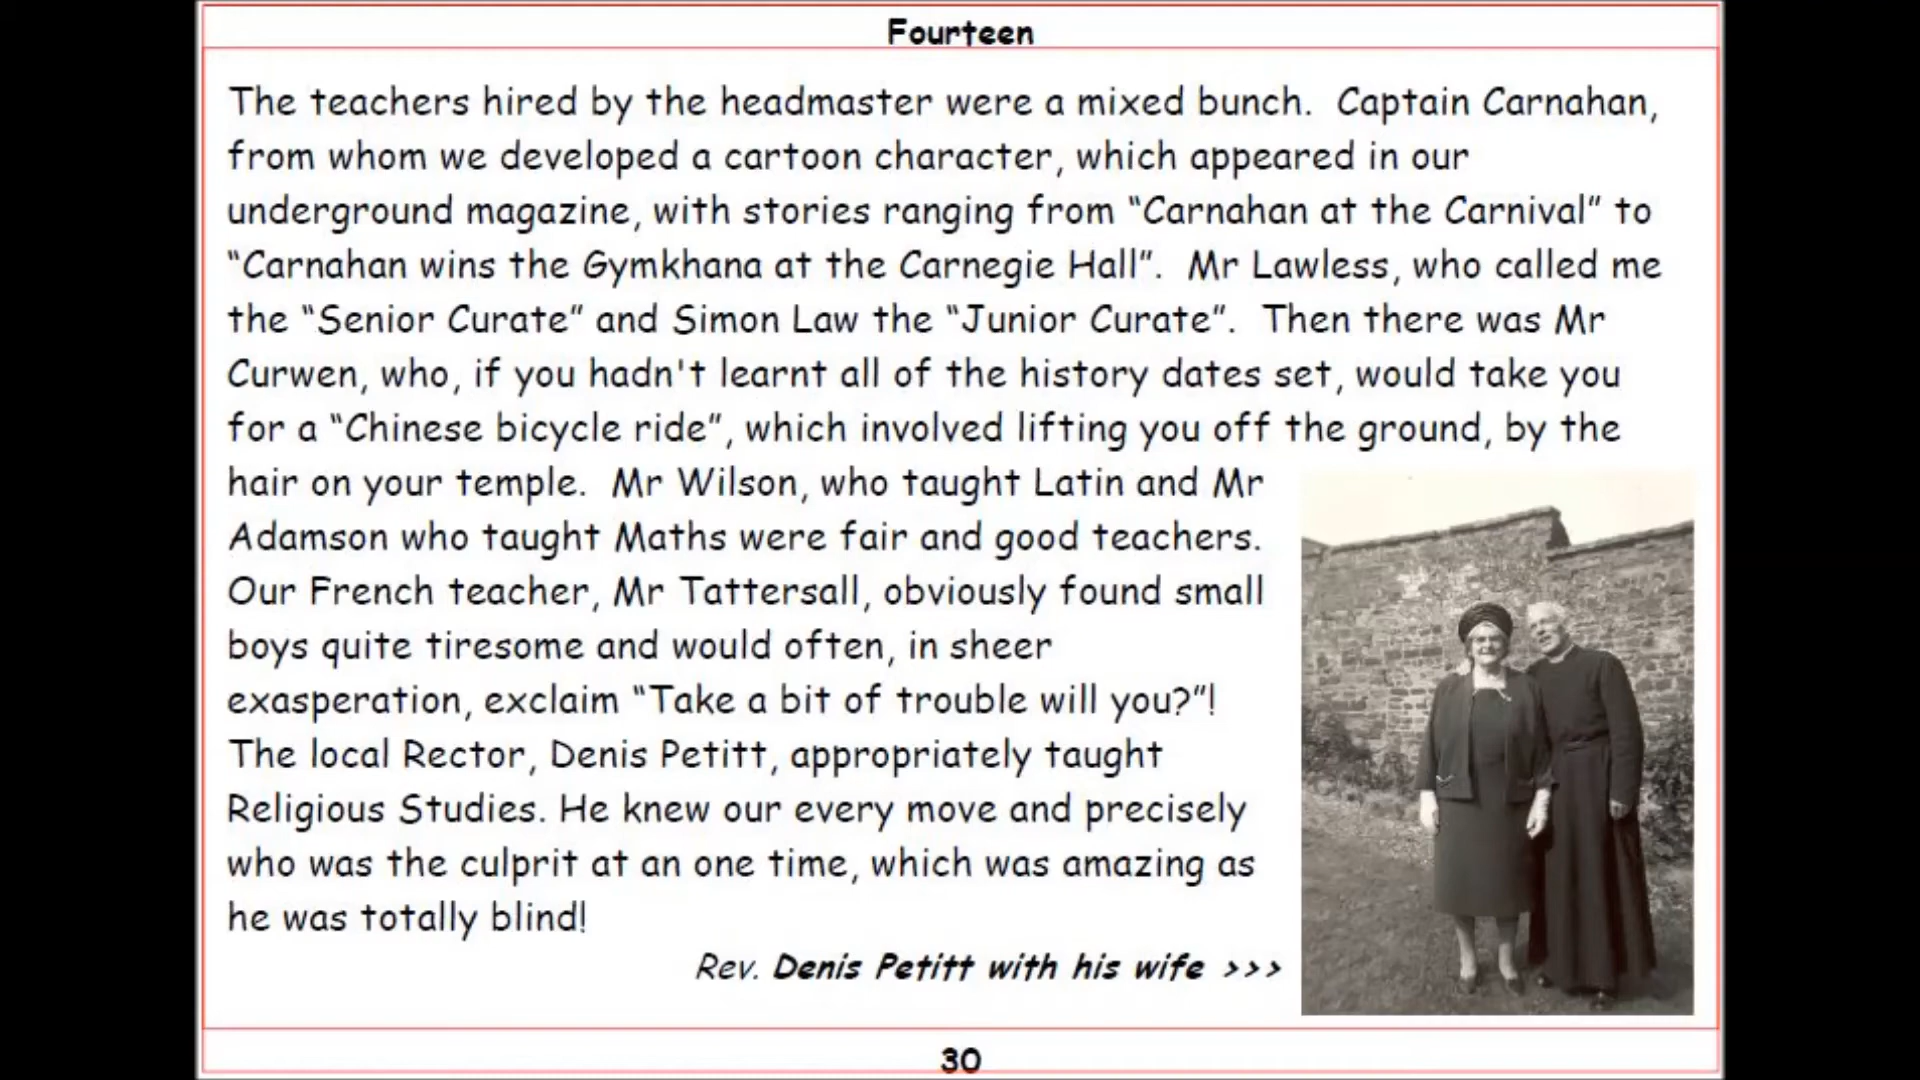 Fourteen
The teachers hired by the headmaster were a mixed bunch.  Captain Carnahan,
from whom we developed a cartoon character, which appeared in our
underground magazine, with stories ranging from “Carnahan at the Carnival” to
“Carnahan wins the Gymkhana at the Carnegie Hall”.  Mr Lawless, who called me
the “Senior Curate” and Simon Law the “Junior Curate”.  Then there was Mr
Curwen, who, if you hadn't learnt all of the history dates set, would take you
for a “Chinese bicycle ride”, which involved lifting you off the ground, by the
hair on your temple.  Mr Wilson, who taught Latin and Mr
Adamson who taught Maths were fair and good teachers.
Our French teacher, Mr Tattersall, obviously found small
boys quite tiresome and would often, in sheer
exasperation, exclaim “Take a bit of trouble will you?”!
The local Rector, Denis Petitt, appropriately taught
Religious Studies. He knew our every move and precisely
who was the culprit at an one time, which was amazing as
he was totally blind!
Rev. Denis Petitt with his wife >>>
30